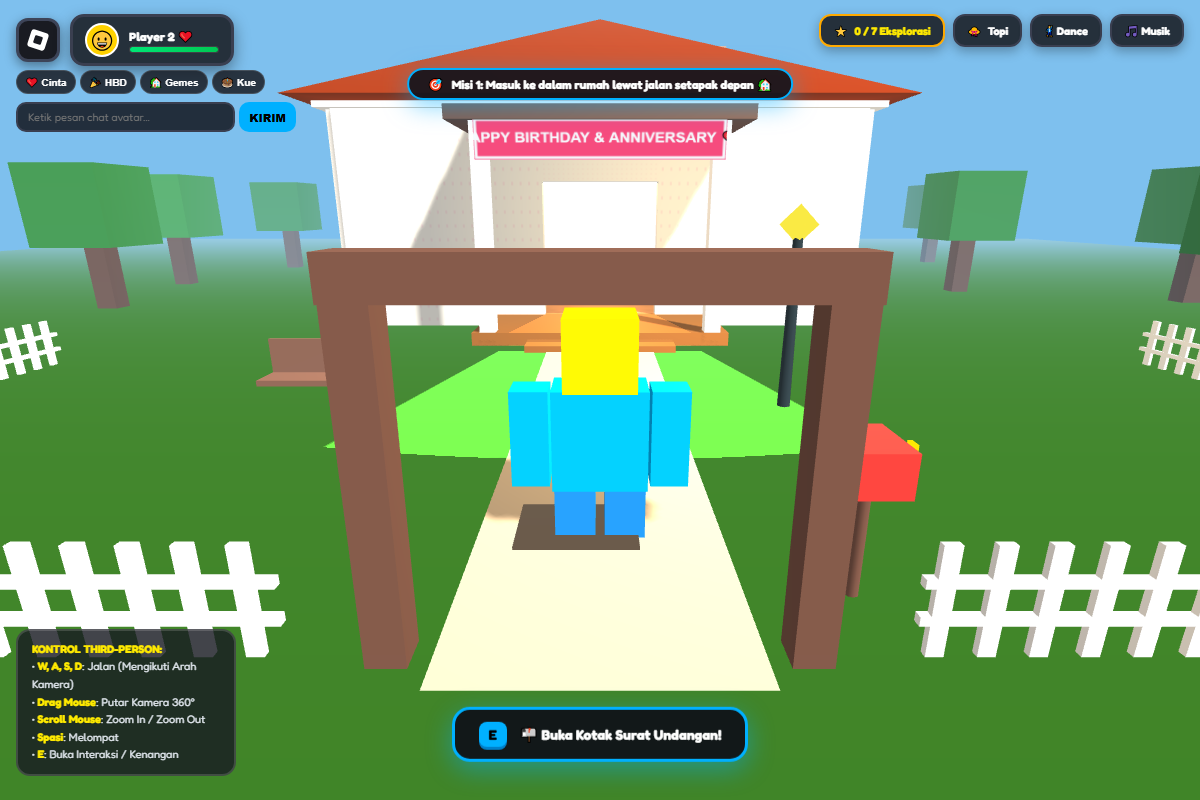 Player 2
0 / 7 Eksplorasi
Topi
Dance
Musik
Cinta
HBD
Gemes
Kue
Misi 1: Masuk ke dalam rumah lewat jalan setapak depan
Ketik pesan chat avatar...
KIRIM
APPY BIRTHDAY & ANNIVERSARY
KONTROL THIRD-PERSON:
• W, A, S, D: Jalan (Mengikuti Arah
Kamera)
• Drag Mouse: Putar Kamera 360°
• Scroll Mouse: Zoom In / Zoom Out
• Spasi: Melompat
• E: Buka Interaksi / Kenangan
E
Buka Kotak Surat Undangan!